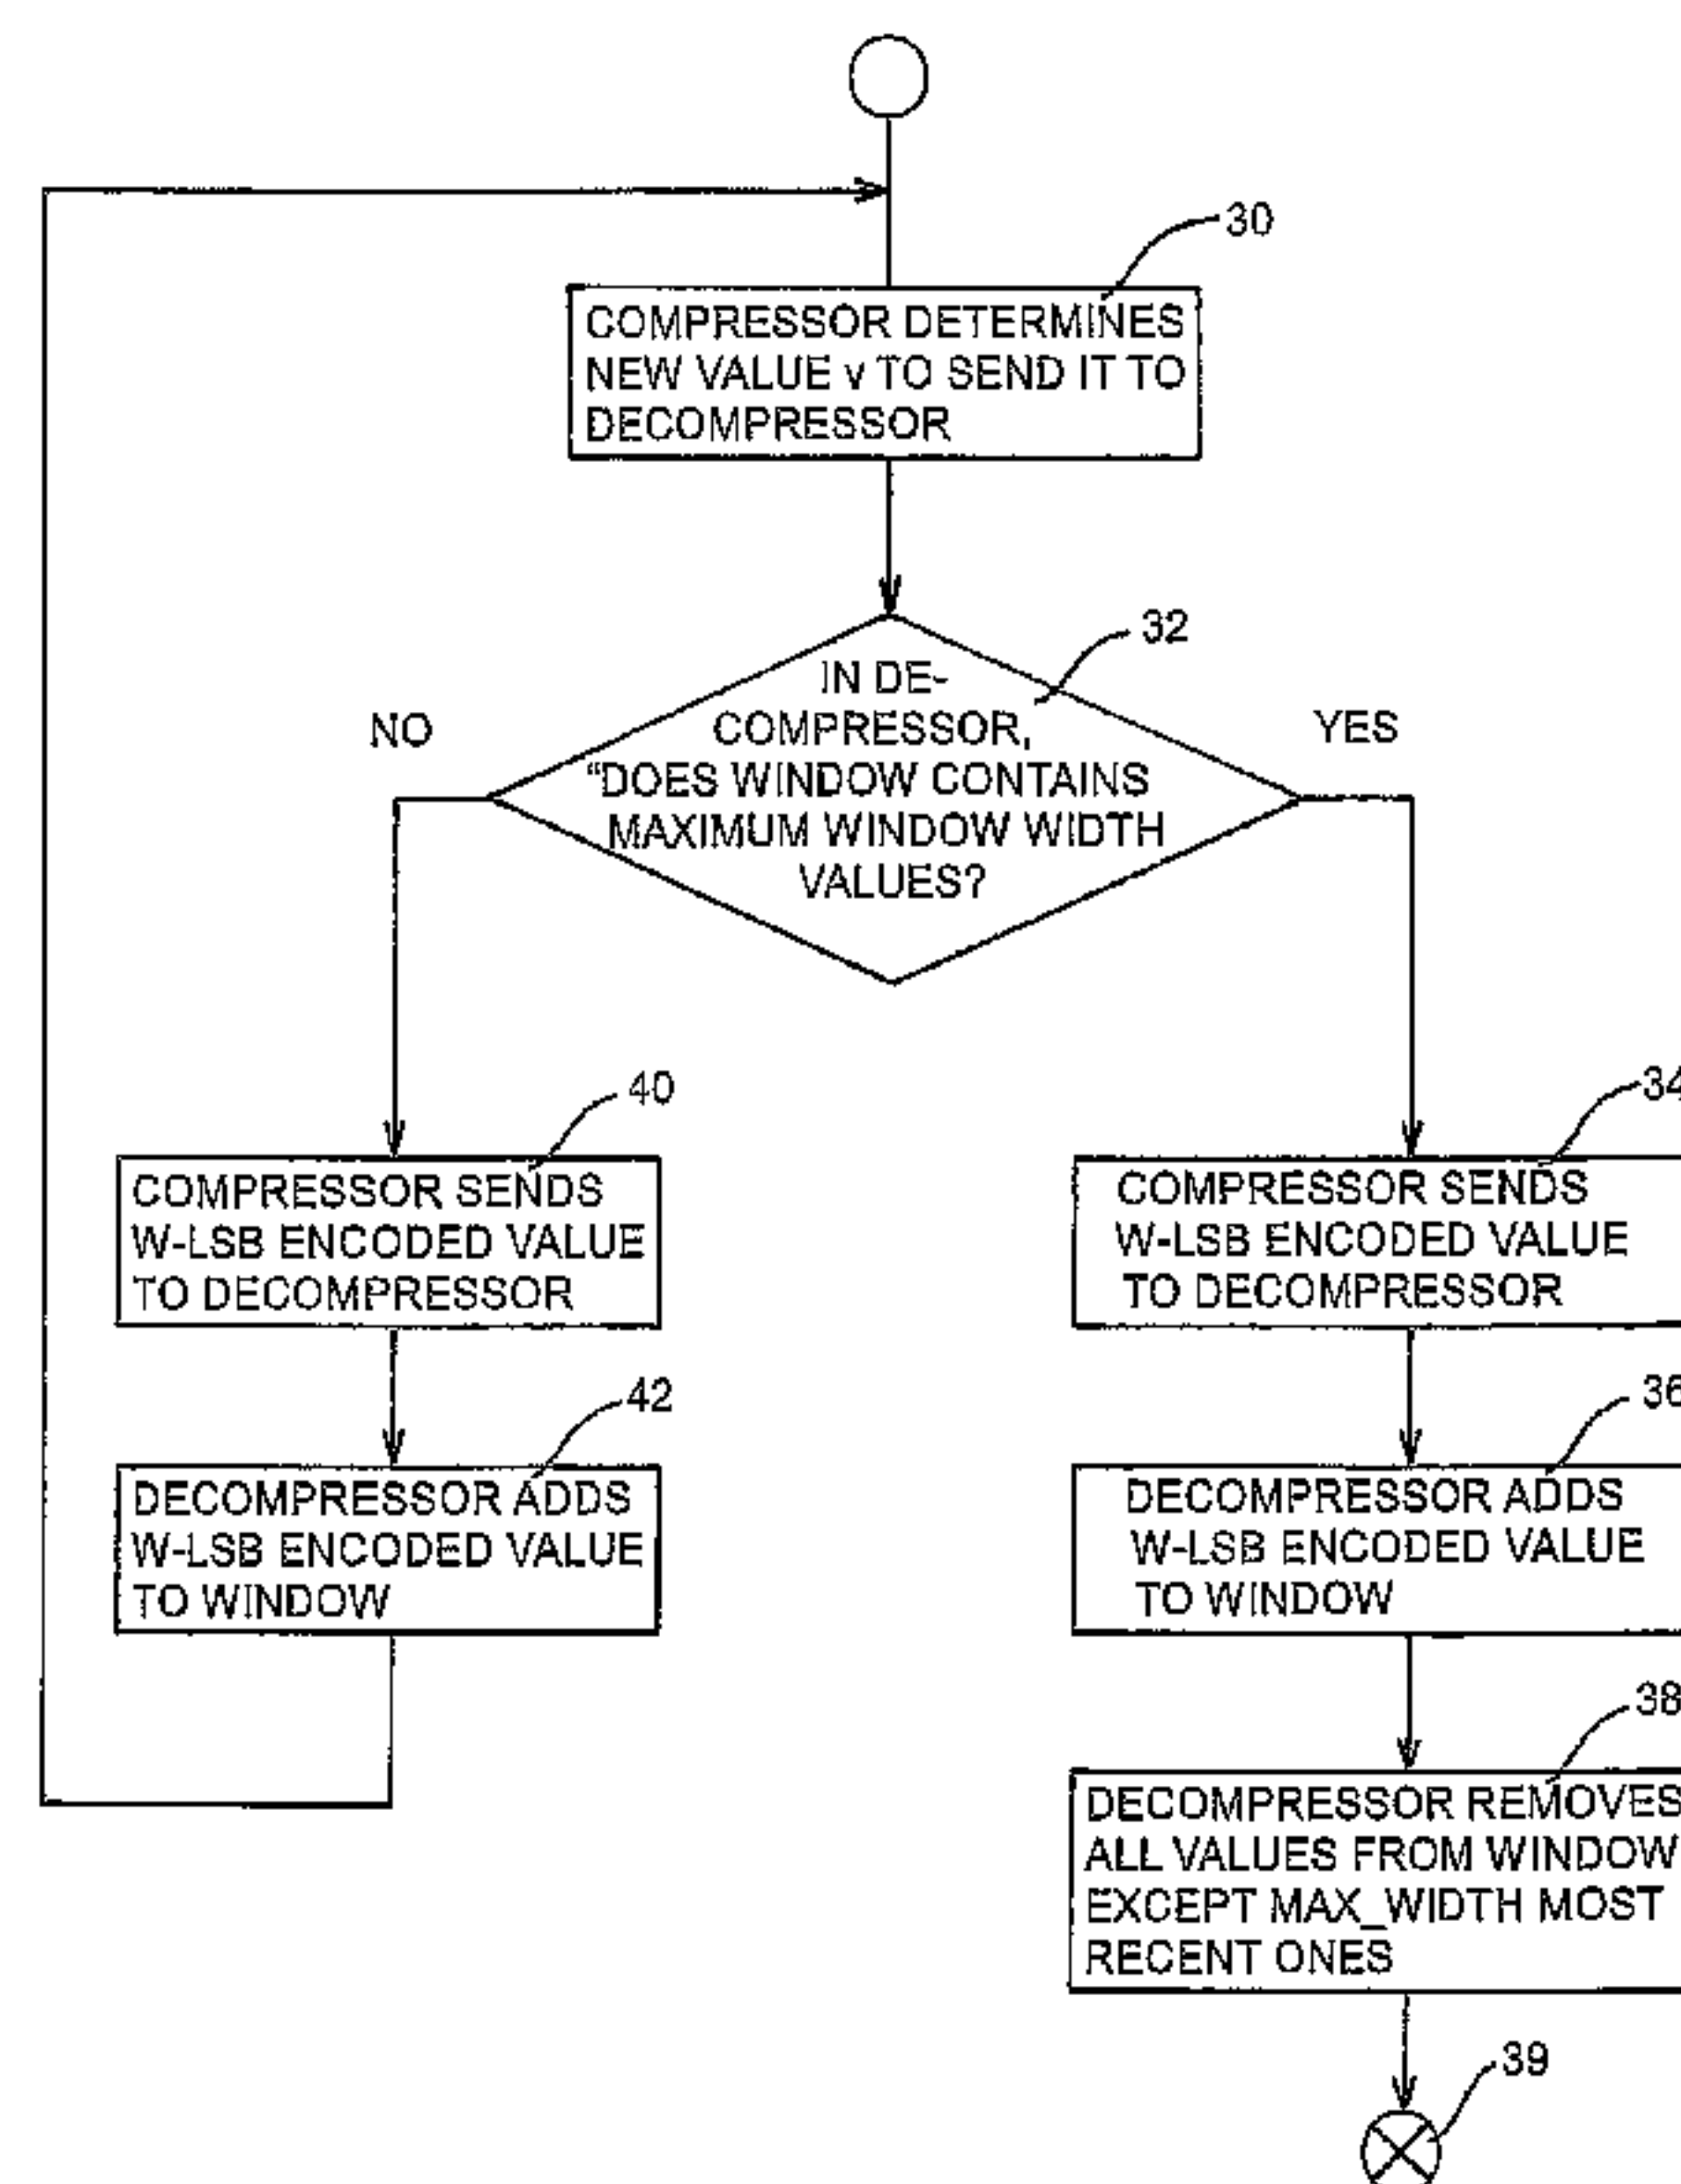 30
COMPRESSOR DETERMINES
NEW VALUE v TO SEND IT TO
DECOMPRESSOR
32
IN DE-
COMPRESSOR,
“DOES WINDOW CONTAINS
MAXIMUM WINDOW WIDTH
VALUES?
NO
YES
40
COMPRESSOR SENDS
W-LSB ENCODED VALUE
TO DECOMPRESSOR
42
DECOMPRESSOR ADDS
W-LSB ENCODED VALUE
TO WINDOW
34
COMPRESSOR SENDS
W-LSB ENCODED VALUE
TO DECOMPRESSOR
36
DECOMPRESSOR ADDS
W-LSB ENCODED VALUE
TO WINDOW
38
DECOMPRESSOR REMOVES
ALL VALUES FROM WINDOW
EXCEPT MAX_WIDTH MOST
RECENT ONES
39